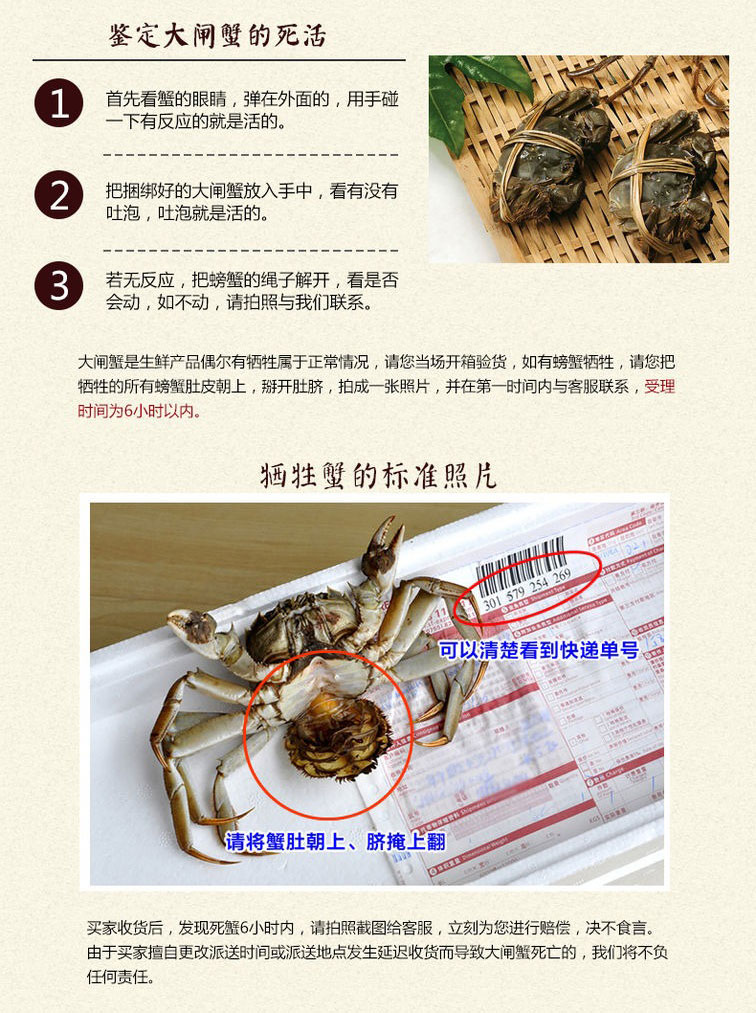 鉴定大闸蟹的死活
1
首先看蟹的眼睛，弹在外面的，用手碰
一下有反应的就是活的。
2
把捆绑好的大闸蟹放入手中，看有没有
吐泡，吐泡就是活的。
3
若无反应，把螃蟹的绳子解开，看是否
会动，如不动，请拍照与我们联系。
大闸蟹是生鲜产品偶尔有牺牲属于正常情况，请您当场开箱验货，如有螃蟹牺牲，请您把
牺牲的所有螃蟹肚皮朝上，掰开肚脐，拍成一张照片，并在第一时间内与客服联系，受理
时间为6小时以内。
牺牲蟹的标准照片
301 579 254 269
可以清楚看到快递单号
请将蟹肚朝上、脐掩上翻
买家收货后，发现死蟹6小时内，请拍照截图给客服，立刻为您进行赔偿，决不食言。
由于买家擅自更改派送时间或派送地点发生延迟收货而导致大闸蟹死亡的，我们将不负
任何责任。